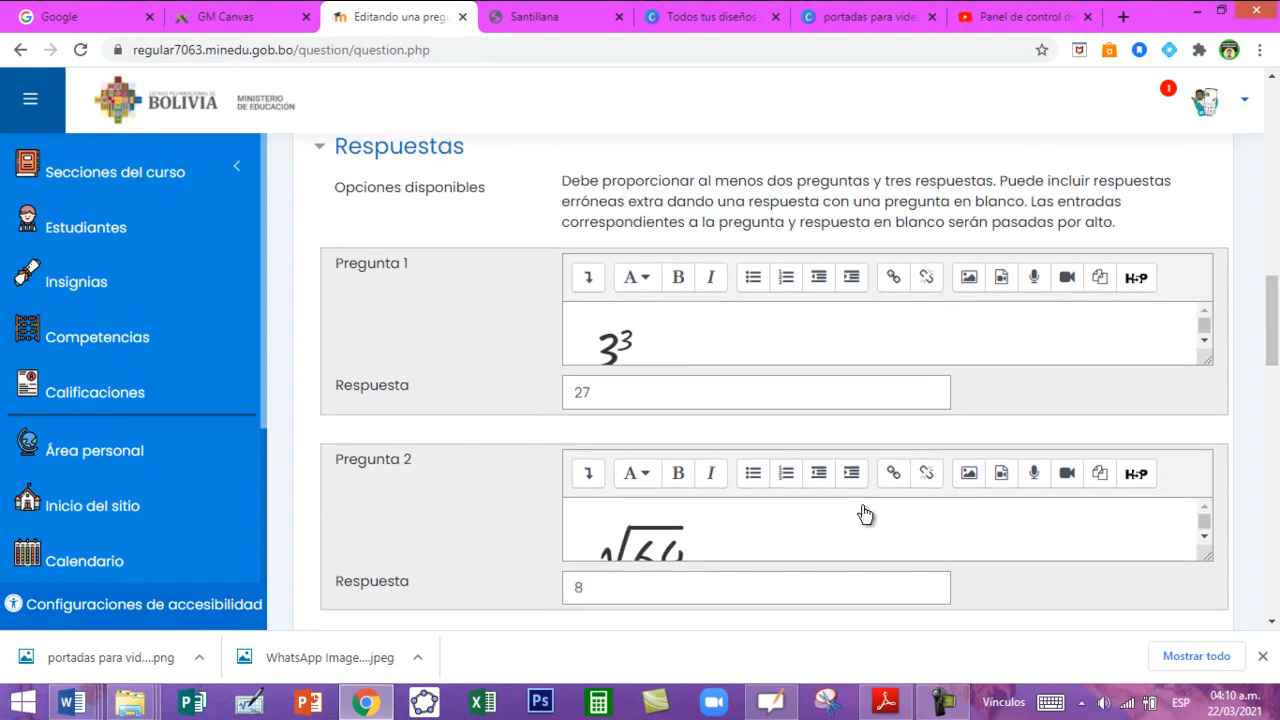 Google
GM Canvas
Editando una preg
Santillana
Todos tus diseños
portadas para vide
Panel de control d
regular7063.minedu.gob.bo/question/question.php
ESTADO PLURINACIONAL DE
BOLIVIA
MINISTERIO
DE EDUCACIÓN
1
Secciones del curso
Estudiantes
Insignias
Competencias
Calificaciones
Área personal
Inicio del sitio
Calendario
Configuraciones de accesibilidad
Respuestas
Opciones disponibles
Debe proporcionar al menos dos preguntas y tres respuestas. Puede incluir respuestas
erróneas extra dando una respuesta con una pregunta en blanco. Las entradas
correspondientes a la pregunta y respuesta en blanco serán pasadas por alto.
Pregunta 1
A B I H-P
3³
Respuesta
27
Pregunta 2
A B I H-P
√64
Respuesta
8
portadas para vid....png
WhatsApp Image....jpeg
Mostrar todo
Vínculos
ESP
04:10 a.m.
22/03/2021